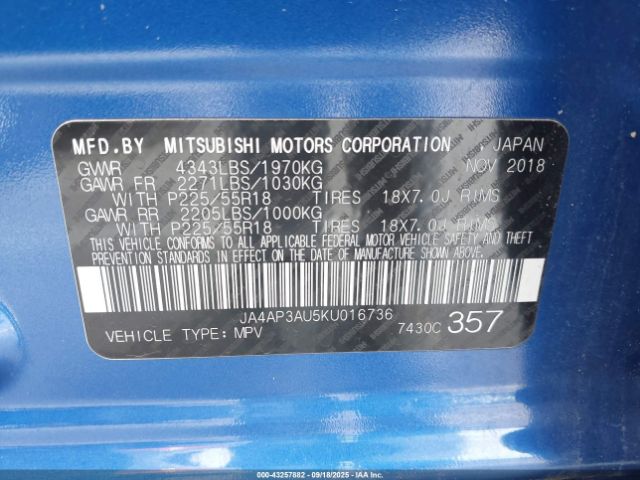 MFD.BY MITSUBISHI MOTORS CORPORATION JAPAN
GVWR 4343LBS/1970KG NOV 2018
GAWR FR 2271LBS/1030KG
WITH P225/55R18 TIRES 18X7.0J RIMS
GAWR RR 2205LBS/1000KG
WITH P225/55R18 TIRES 18X7.0J RIMS
THIS VEHICLE CONFORMS TO ALL APPLICABLE FEDERAL MOTOR VEHICLE SAFETY AND THEFT
PREVENTION STANDARDS IN EFFECT ON THE DATE OF MANUFACTURE SHOWN ABOVE.
JA4AP3AU5KU016736
VEHICLE TYPE: MPV 7430C 357
000-43257882 - 09/18/2025 - IAAI.COM